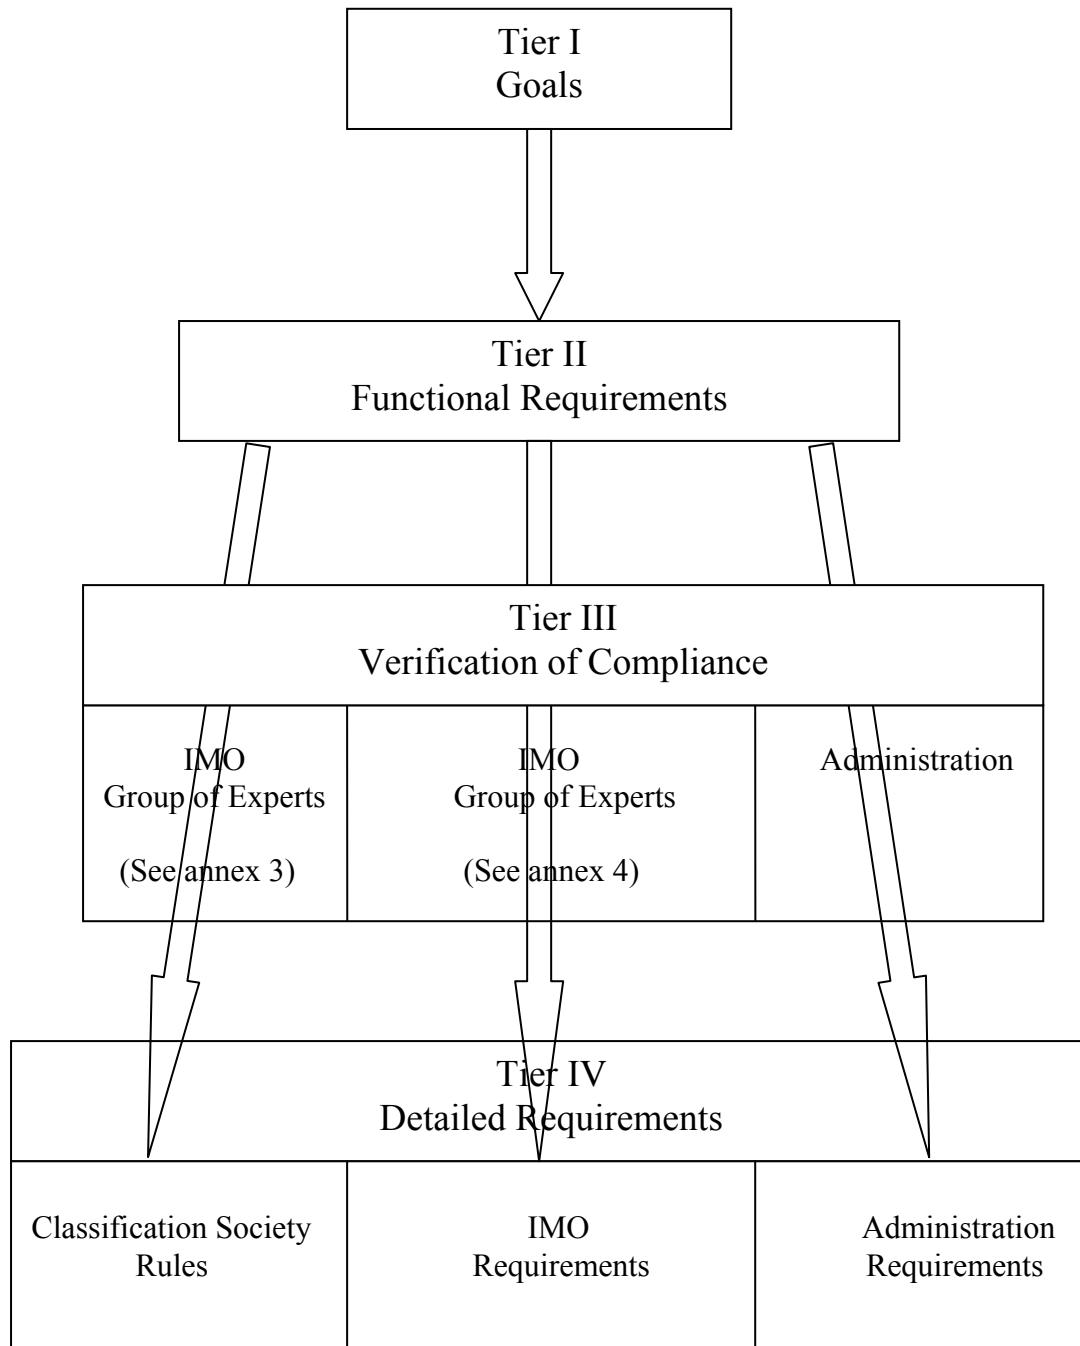 Tier I
Goals
Tier II
Functional Requirements
Tier III
Verification of Compliance
IMO
Group of Experts
(See annex 3)
IMO
Group of Experts
(See annex 4)
Administration
Tier IV
Detailed Requirements
Classification Society
Rules
IMO
Requirements
Administration
Requirements